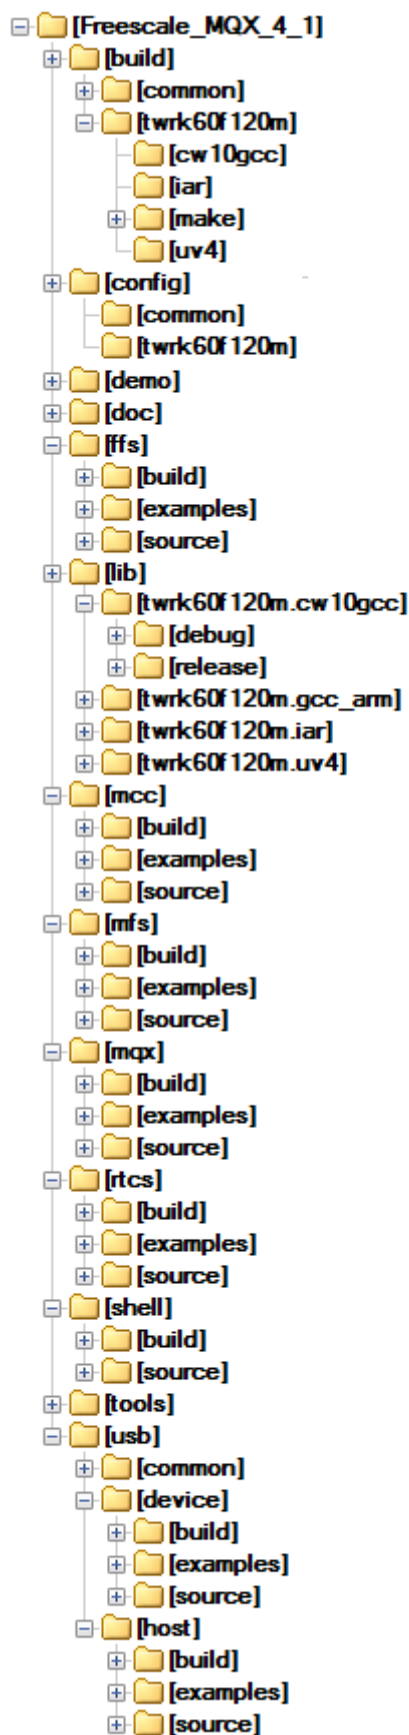 [Freescale_MQX_4_1]
[build]
[common]
[twrk60f120m]
[cw10gcc]
[iar]
[make]
[uv4]
[config]
[common]
[twrk60f120m]
[demo]
[doc]
[ffs]
[build]
[examples]
[source]
[lib]
[twrk60f120m.cw10gcc]
[debug]
[release]
[twrk60f120m.gcc_arm]
[twrk60f120m.iar]
[twrk60f120m.uv4]
[mcc]
[build]
[examples]
[source]
[mfs]
[build]
[examples]
[source]
[mqx]
[build]
[examples]
[source]
[rtcs]
[build]
[examples]
[source]
[shell]
[build]
[source]
[tools]
[usb]
[common]
[device]
[build]
[examples]
[source]
[host]
[build]
[examples]
[source]